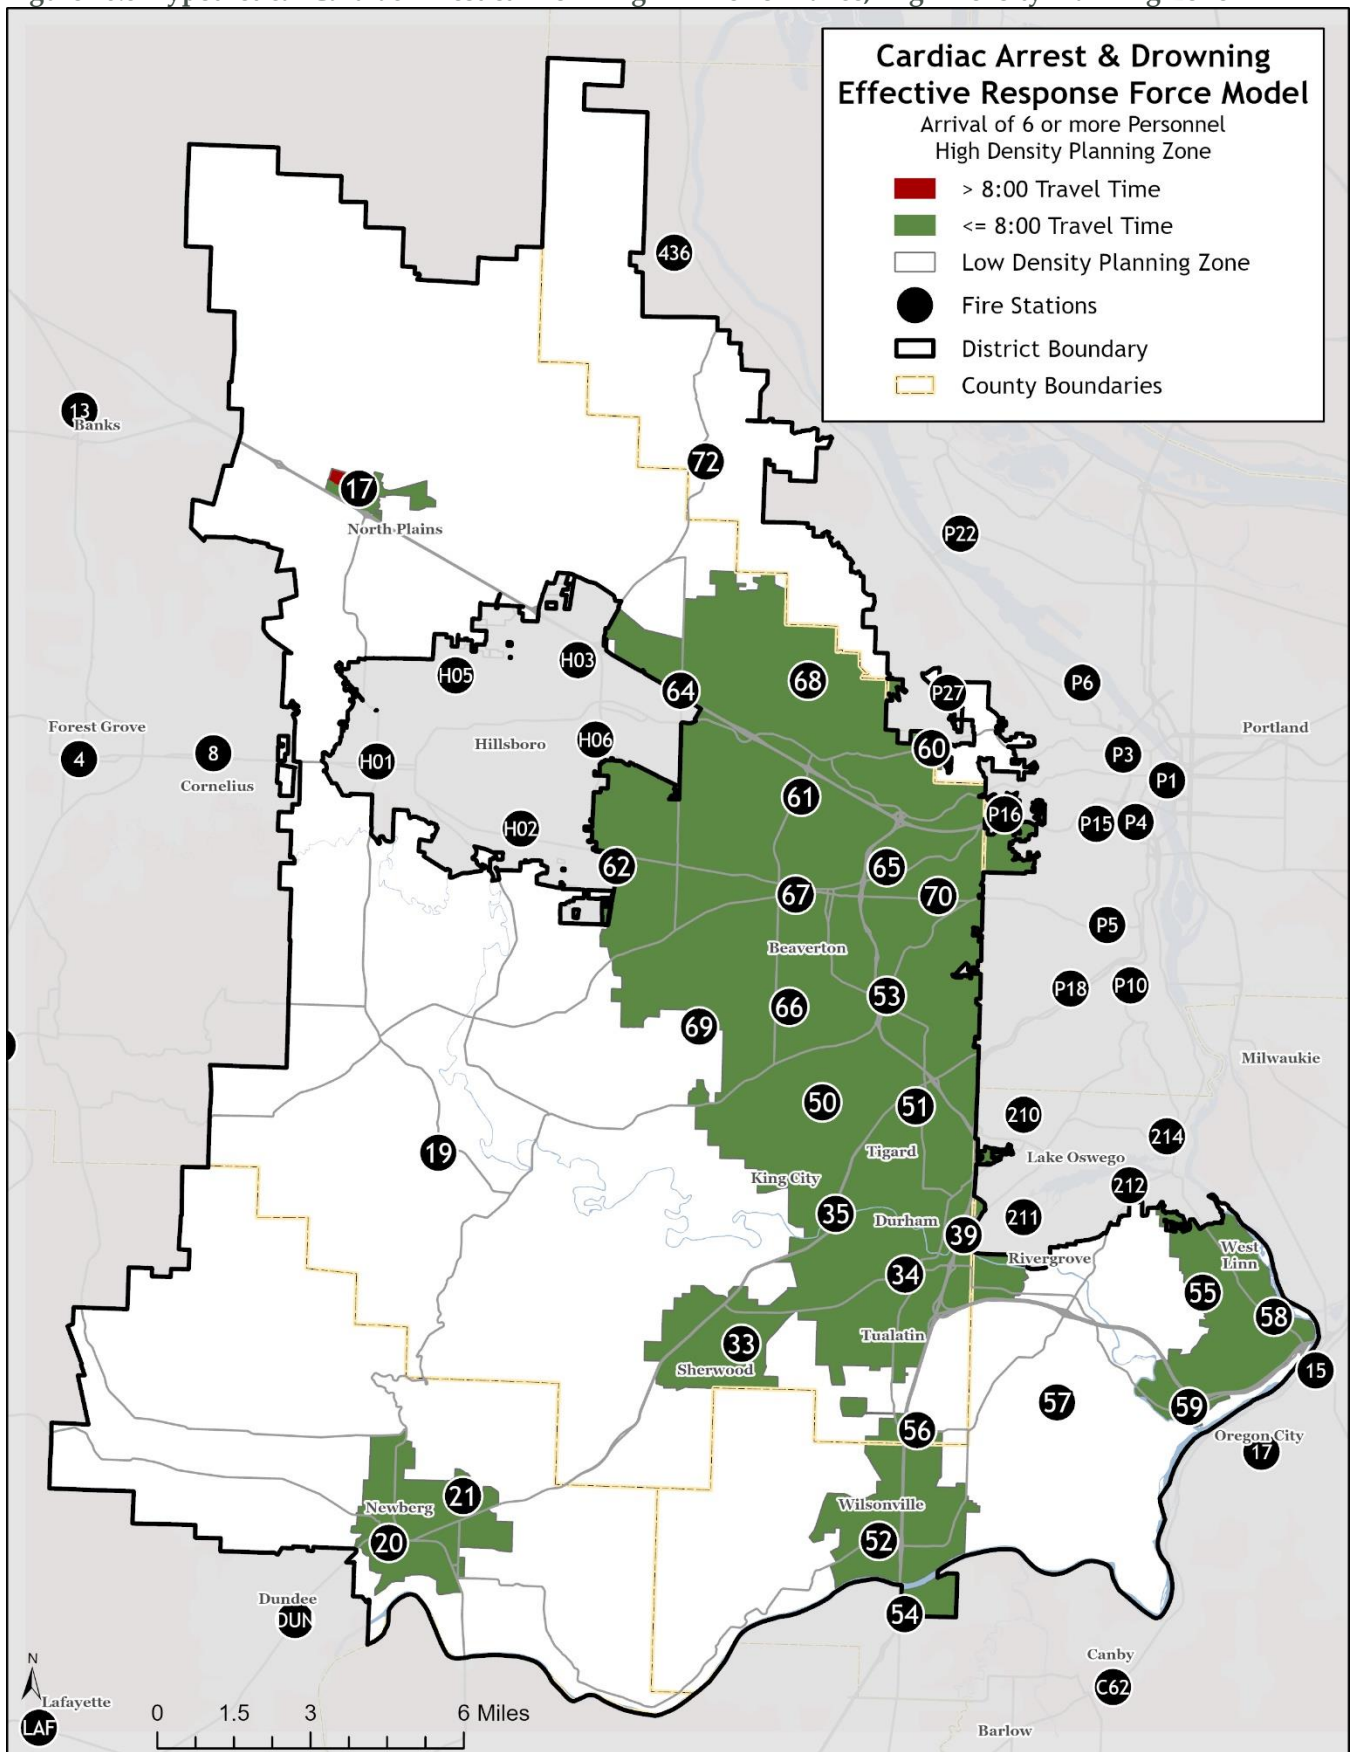 Cardiac Arrest & Drowning
Effective Response Force Model
Arrival of 6 or more Personnel
High Density Planning Zone
> 8:00 Travel Time
<= 8:00 Travel Time
Low Density Planning Zone
Fire Stations
District Boundary
County Boundaries
436
13
Banks
72
17
North Plains
P22
H03
H05
68
P6
64
P27
Forest Grove
Portland
H06
Hillsboro
60
8
P3
4
H01
Cornelius
P1
61
P16
P15
P4
H02
62
65
67
70
P5
Beaverton
P18
P10
53
66
69
Milwaukie
50
51
210
214
19
Tigard
Lake Oswego
King City
212
35
211
Durham
39
West
Linn
Rivergrove
34
55
58
Tualatin
33
Sherwood
15
57
59
56
Oregon City
17
21
Wilsonville
Newberg
52
20
Dundee
DUN
54
Canby
N
C62
Lafayette
LAF
0 1.5 3 6 Miles
Barlow